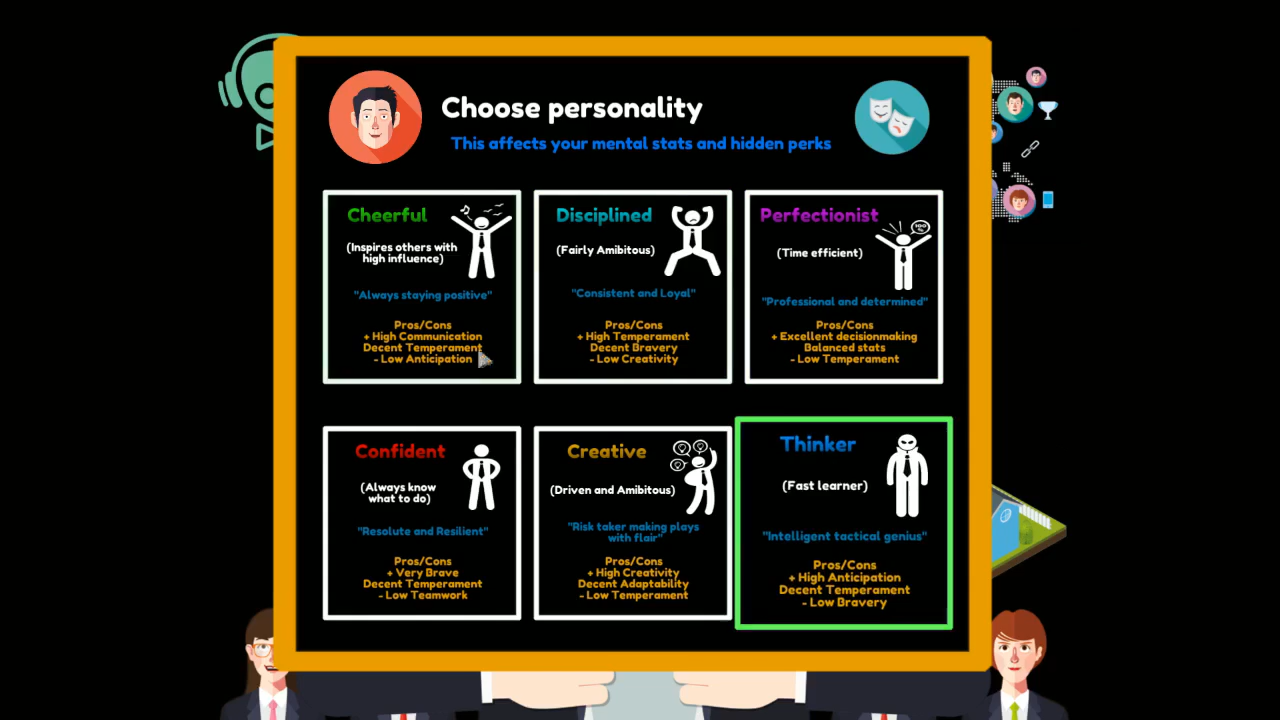 Choose personality
This affects your mental stats and hidden perks
Cheerful
(Inspires others with
high influence)
"Always staying positive"
Pros/Cons
+ High Communication
Decent Temperament
- Low Anticipation
Disciplined
(Fairly Amibitous)
"Consistent and Loyal"
Pros/Cons
+ High Temperament
Decent Bravery
- Low Creativity
Perfectionist
(Time efficient)
"Professional and determined"
Pros/Cons
+ Excellent decisionmaking
Balanced stats
- Low Temperament
Confident
(Always know
what to do)
"Resolute and Resilient"
Pros/Cons
+ Very Brave
Decent Temperament
- Low Teamwork
Creative
(Driven and Amibitous)
"Risk taker making plays
with flair"
Pros/Cons
+ High Creativity
Decent Adaptability
- Low Temperament
Thinker
(Fast learner)
"Intelligent tactical genius"
Pros/Cons
+ High Anticipation
Decent Temperament
- Low Bravery